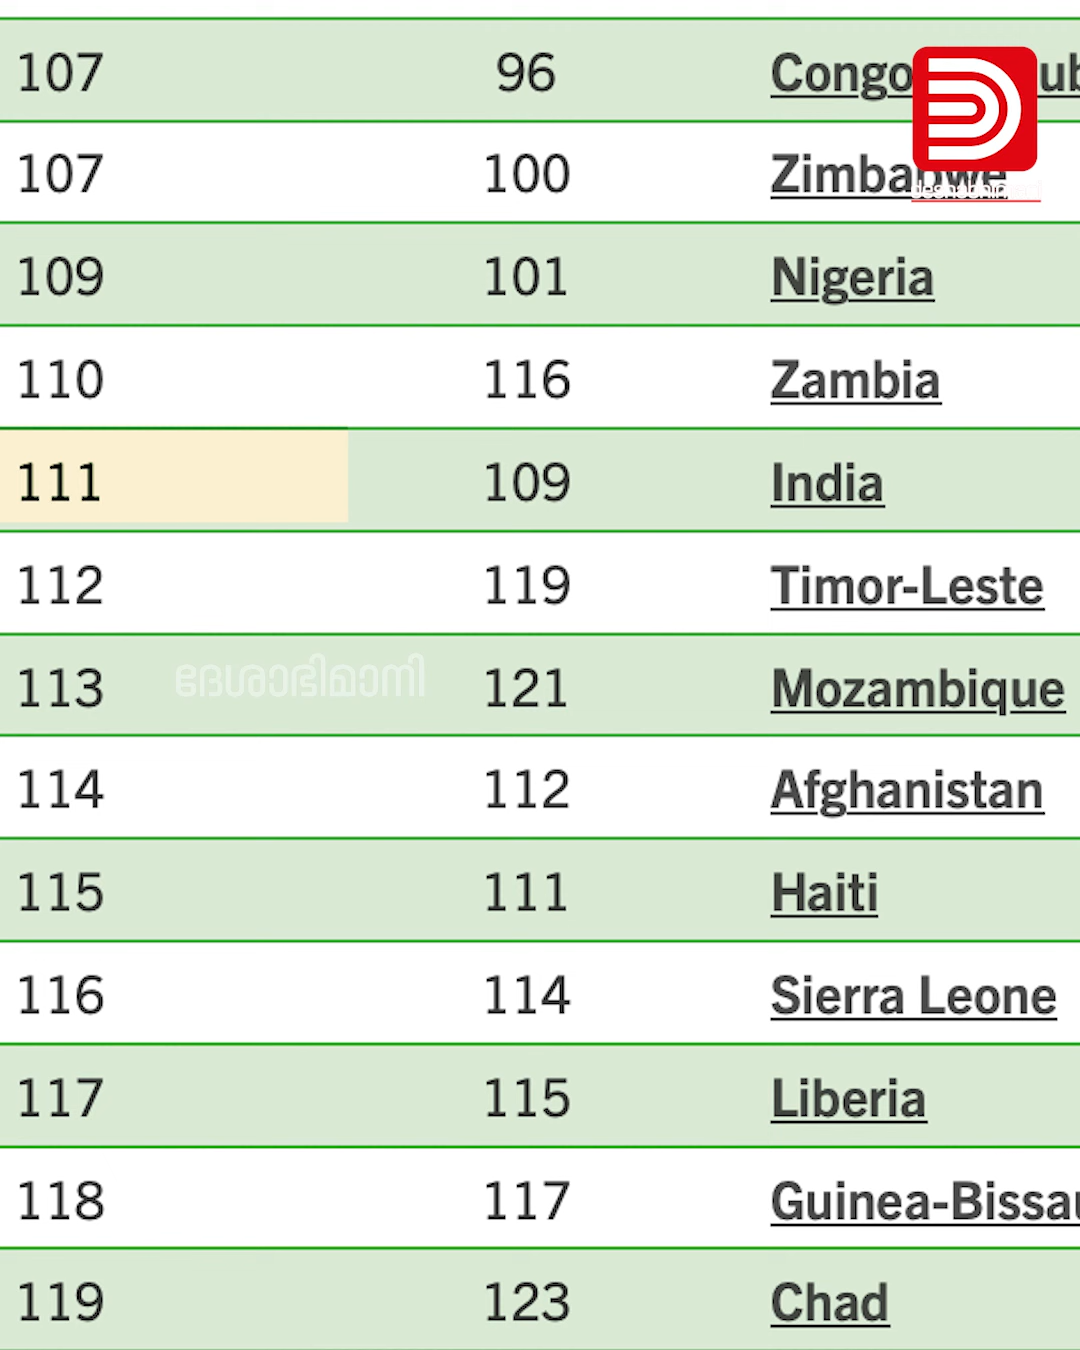 107 96 Congo
107 100 Zimbabwe
109 101 Nigeria
110 116 Zambia
111 109 India
112 119 Timor-Leste
113 121 Mozambique
ദേശാഭിമാനി
114 112 Afghanistan
115 111 Haiti
116 114 Sierra Leone
117 115 Liberia
118 117 Guinea-Bissau
119 123 Chad